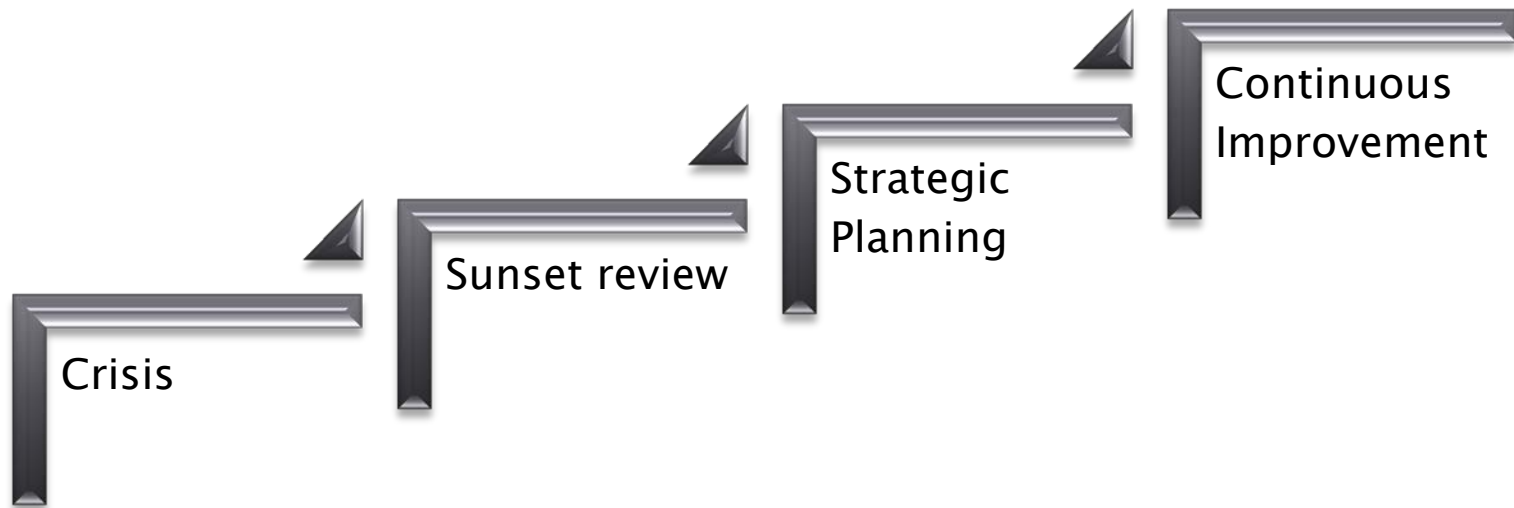 Crisis
Sunset review
Strategic
Planning
Continuous
Improvement